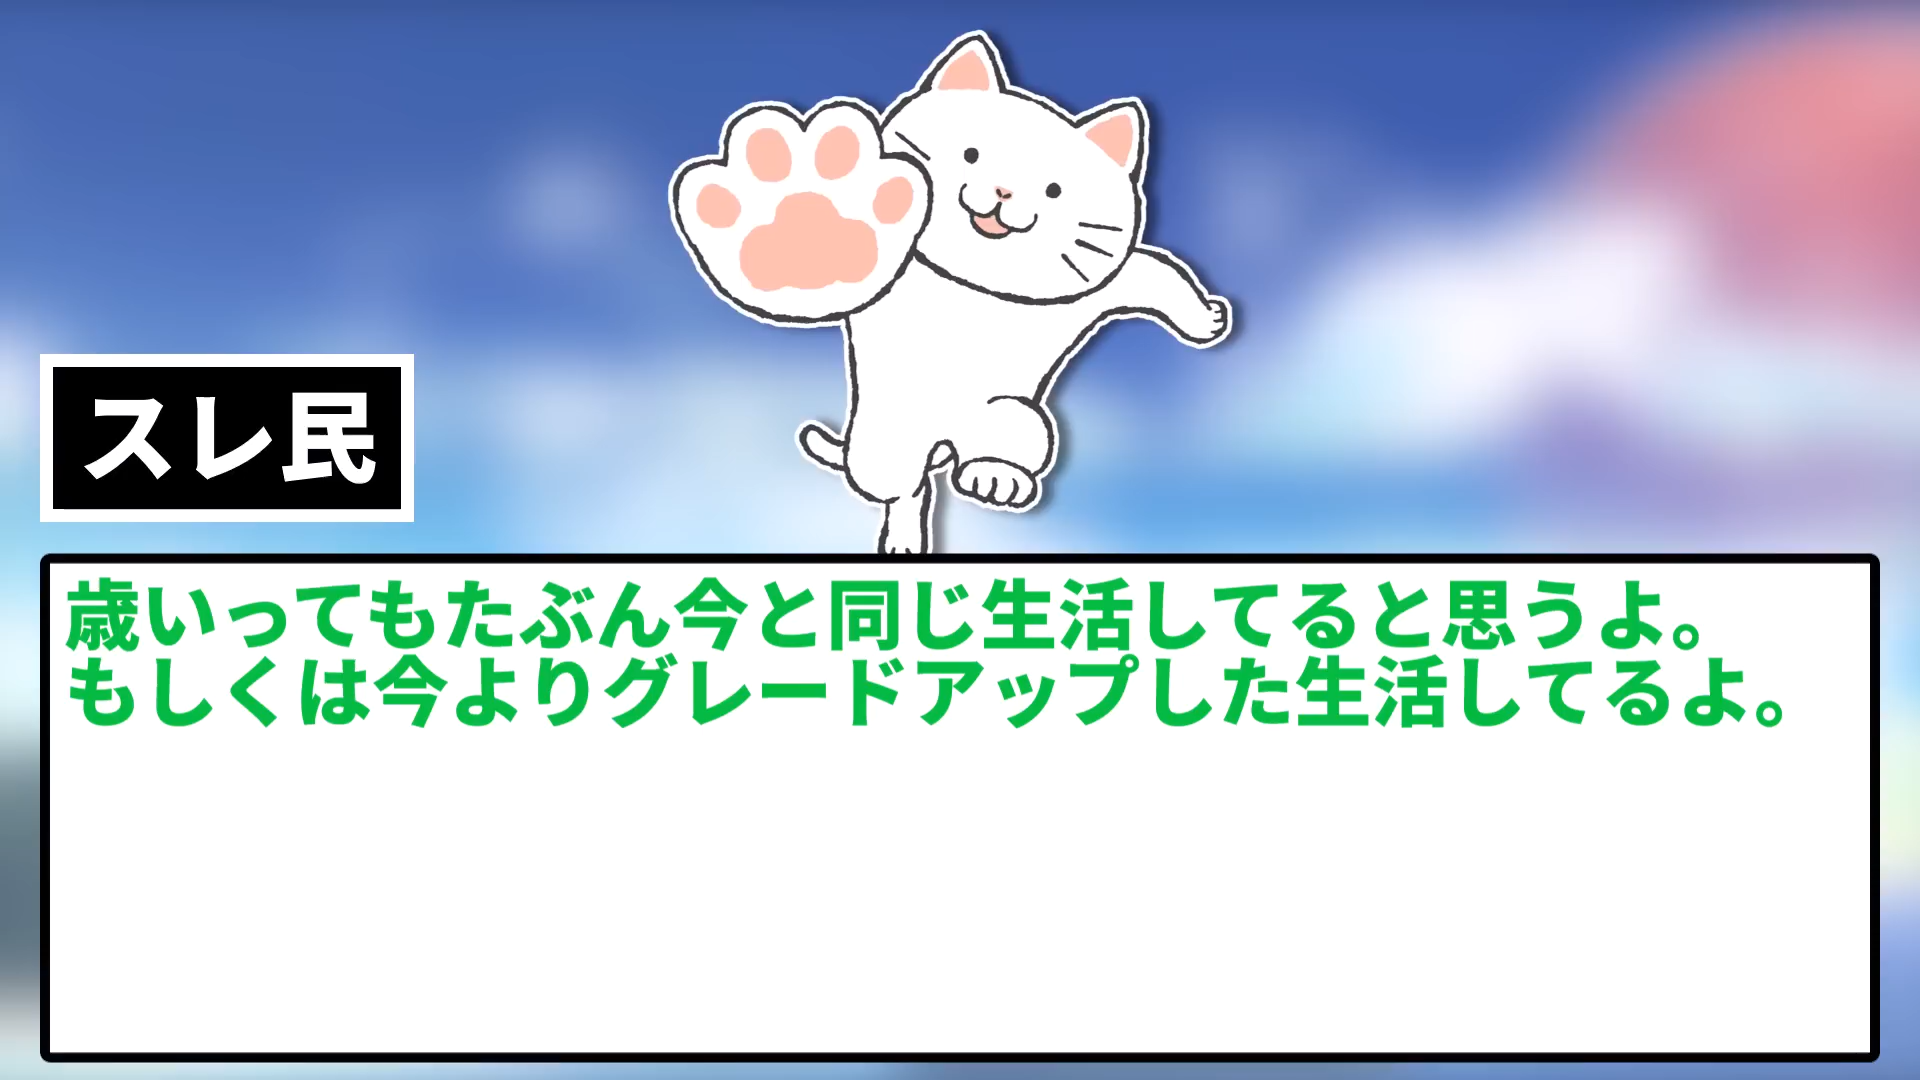 スレ民
歳いってもたぶん今と同じ生活してると思うよ。
もしくは今よりグレードアップした生活してるよ。